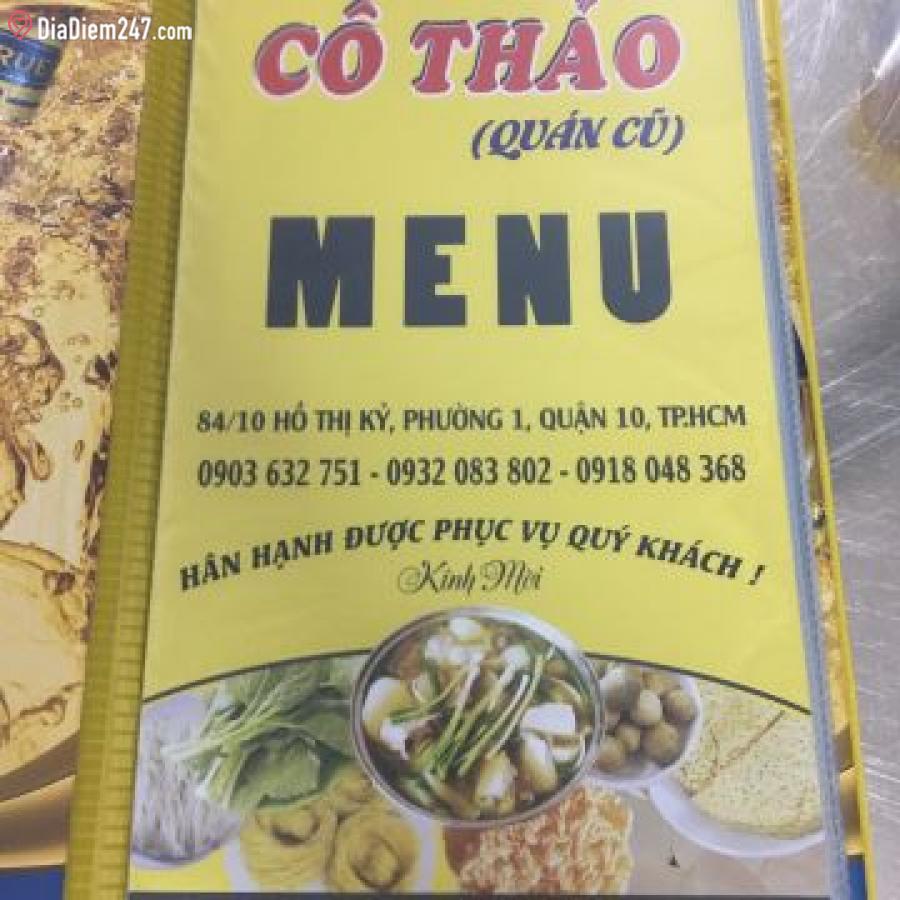 DiaDiem247.com
RUE
CÔ THẢO
(QUÁN CŨ)
MENU
84/10 HỒ THỊ KỶ, PHƯỜNG 1, QUẬN 10, TP.HCM
0903 632 751 - 0932 083 802 - 0918 048 368
HÂN HẠNH ĐƯỢC PHỤC VỤ QUÝ KHÁCH !
Kính Mời